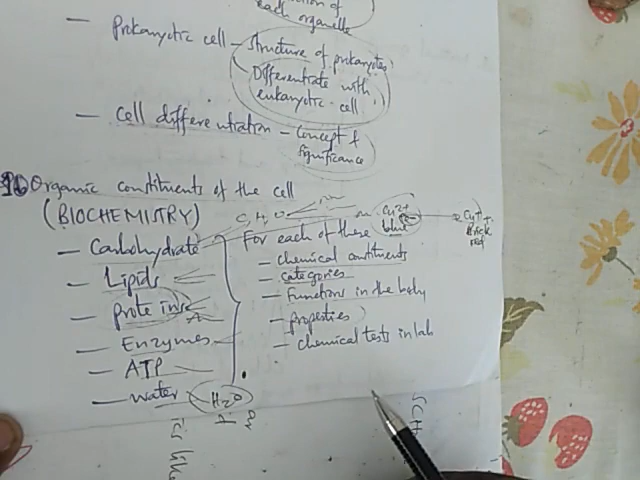 each organelle
— Prokaryotic cell – Structure of prokaryotes
Differentiate with
eukaryotic cell
— Cell differentiation – Concept &
significance
Organic constituents of the cell
(BIOCHEMISTRY)
C, H, O
Cu2+
blue
Cu+
Brick
red
— Carbohydrate
— Lipids
— proteins
— Enzymes
— ATP
— water H2O
For each of these
– chemical constituents
– categories
– Functions in the body
– properties
– chemical tests in lab